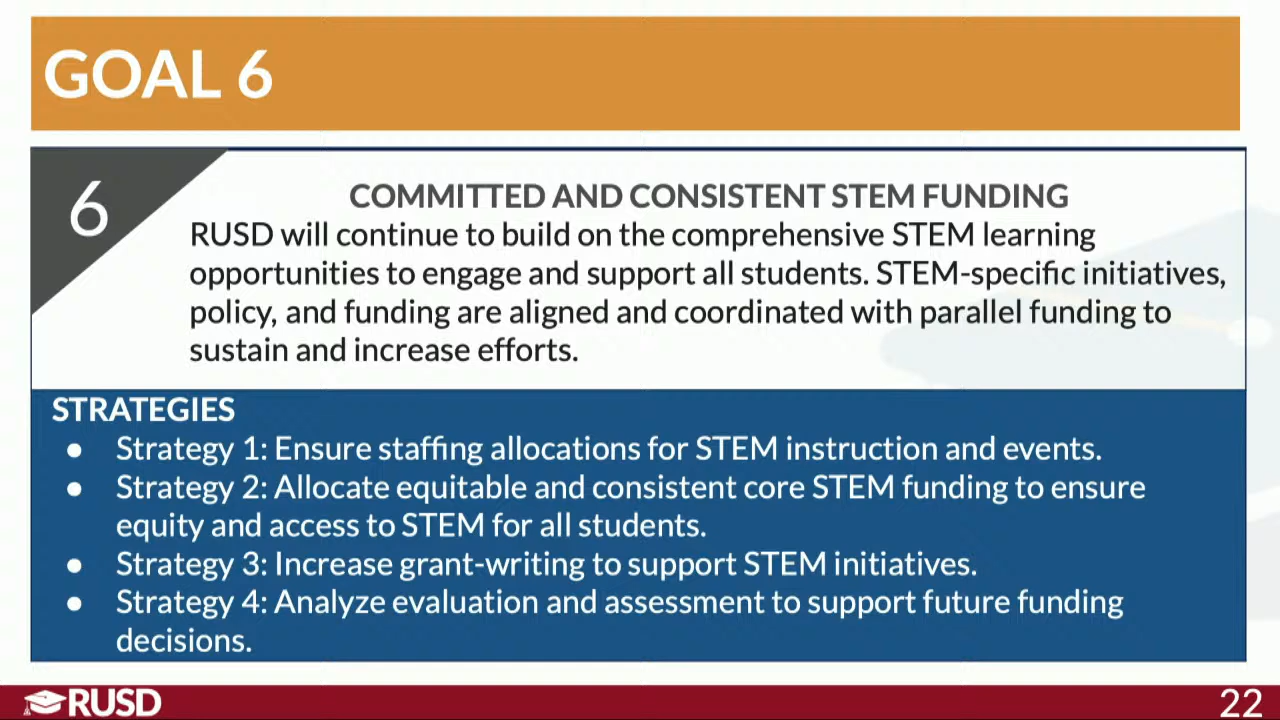 GOAL 6
6
COMMITTED AND CONSISTENT STEM FUNDING
RUSD will continue to build on the comprehensive STEM learning
opportunities to engage and support all students. STEM-specific initiatives,
policy, and funding are aligned and coordinated with parallel funding to
sustain and increase efforts.
STRATEGIES
● Strategy 1: Ensure staffing allocations for STEM instruction and events.
● Strategy 2: Allocate equitable and consistent core STEM funding to ensure
equity and access to STEM for all students.
● Strategy 3: Increase grant-writing to support STEM initiatives.
● Strategy 4: Analyze evaluation and assessment to support future funding
decisions.
RUSD
22